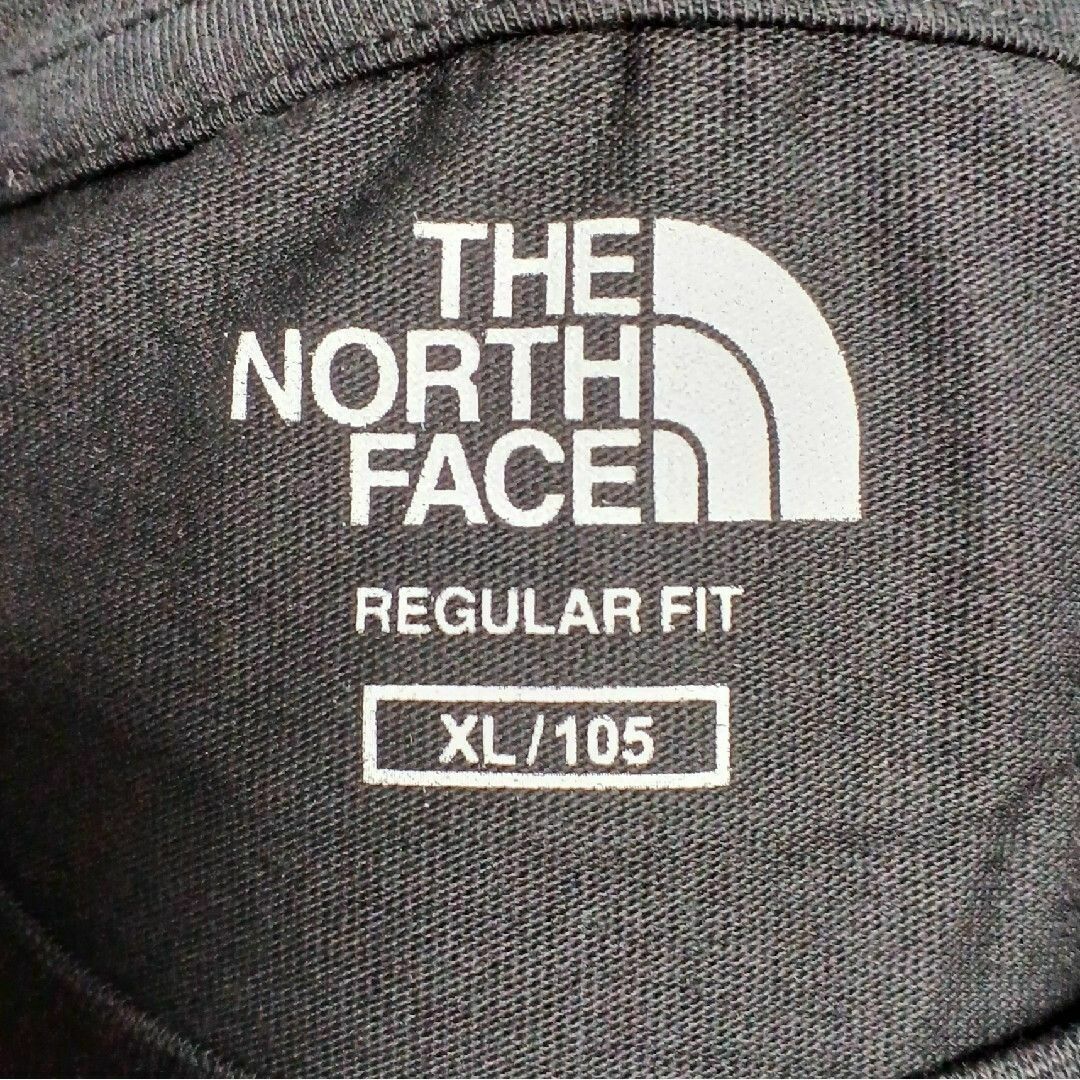 THE
NORTH
FACE
REGULAR FIT
XL/105